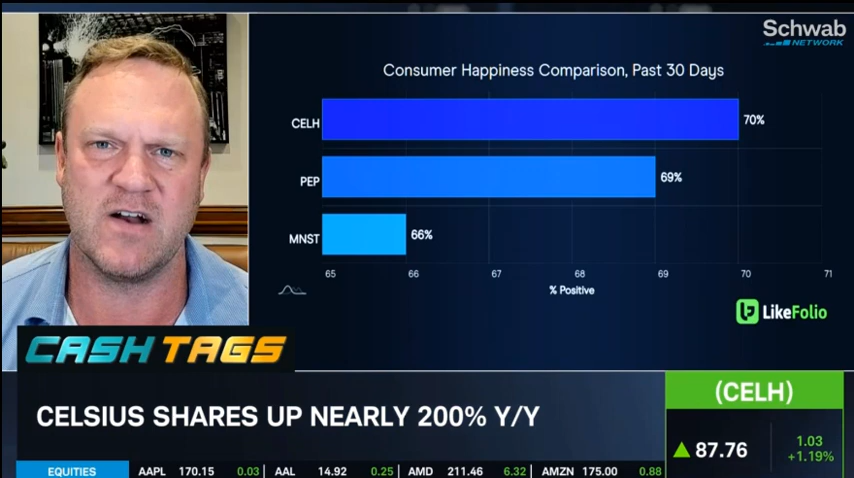 Schwab
NETWORK
Consumer Happiness Comparison, Past 30 Days
CELH 70%
PEP 69%
MNST 66%
65 66 67 68 69 70 71
% Positive
LikeFolio
CASH TAGS
CELSIUS SHARES UP NEARLY 200% Y/Y
(CELH)
87.76 1.03
+1.19%
EQUITIES AAPL 170.15 0.03 AAL 14.92 0.25 AMD 211.46 6.32 AMZN 175.00 0.88